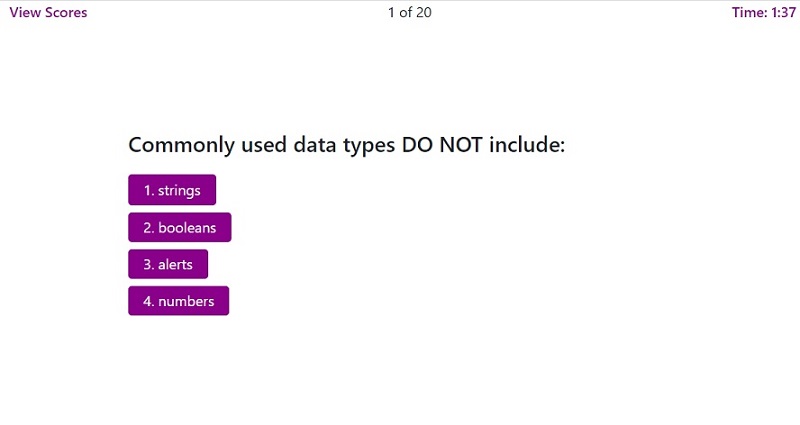 View Scores
1 of 20
Time: 1:37
Commonly used data types DO NOT include:
1. strings
2. booleans
3. alerts
4. numbers